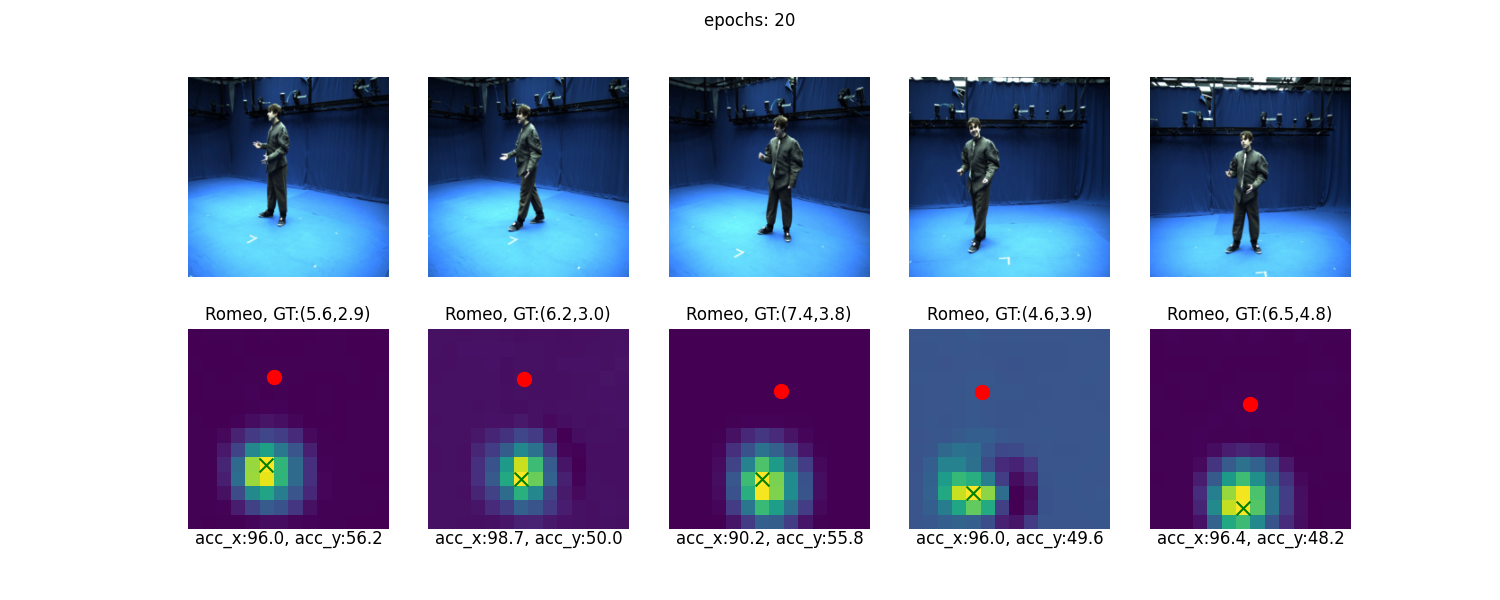 epochs: 20
Romeo, GT:(5.6,2.9)
Romeo, GT:(6.2,3.0)
Romeo, GT:(7.4,3.8)
Romeo, GT:(4.6,3.9)
Romeo, GT:(6.5,4.8)
acc_x:96.0, acc_y:56.2
acc_x:98.7, acc_y:50.0
acc_x:90.2, acc_y:55.8
acc_x:96.0, acc_y:49.6
acc_x:96.4, acc_y:48.2